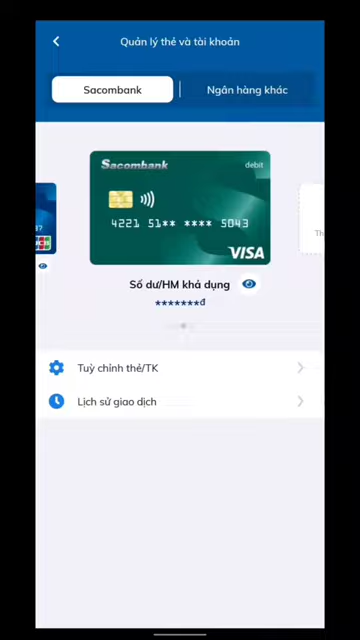 Quản lý thẻ và tài khoản
Sacombank
Ngân hàng khác
Sacombank debit
4221 51** **** 5043
VISA
JCB
Số dư/HM khả dụng
*******đ
Tuỳ chỉnh thẻ/TK
Lịch sử giao dịch